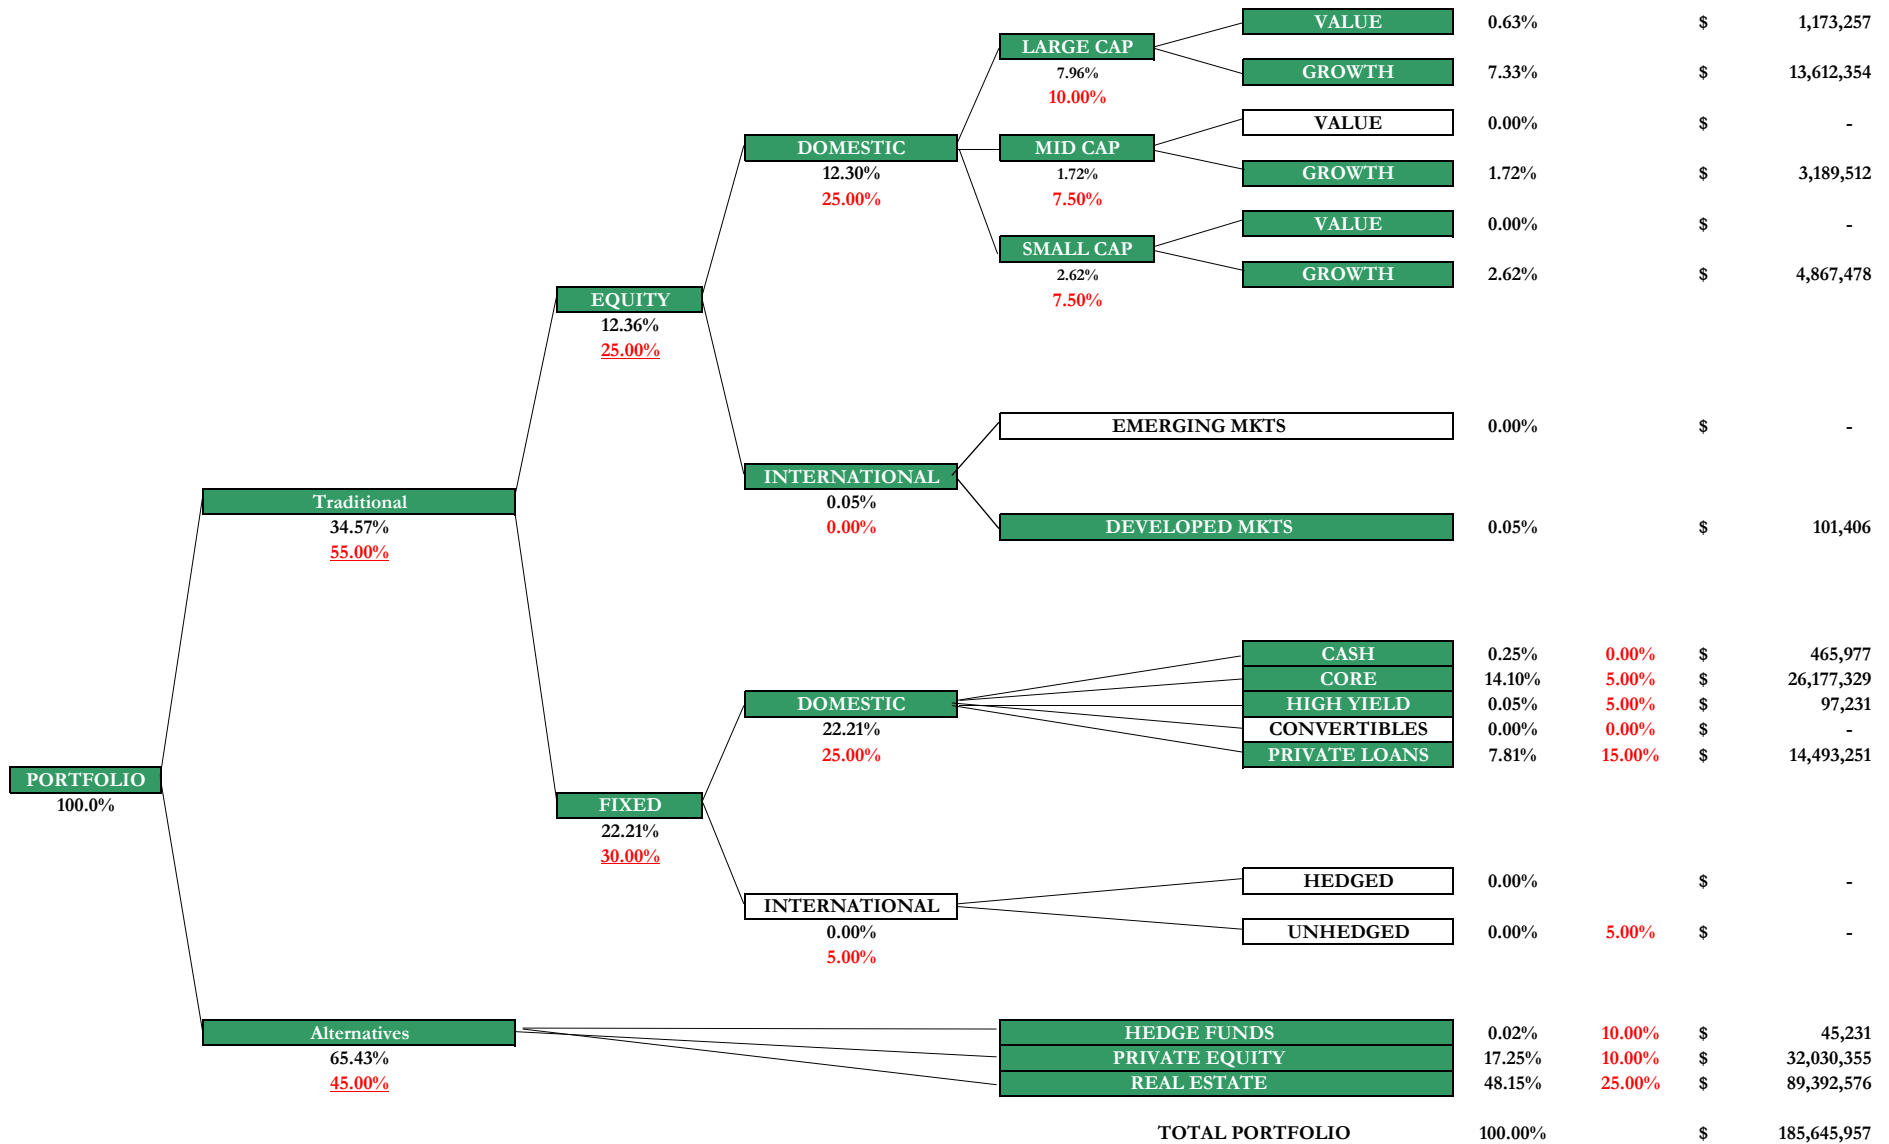 VALUE 0.63% $ 1,173,257
LARGE CAP
7.96%
GROWTH 7.33% $ 13,612,354
10.00%
VALUE 0.00% $ -
DOMESTIC MID CAP
12.30% 1.72%
GROWTH 1.72% $ 3,189,512
25.00% 7.50%
VALUE 0.00% $ -
SMALL CAP
2.62%
GROWTH 2.62% $ 4,867,478
EQUITY 7.50%
12.36%
25.00%
EMERGING MKTS 0.00% $ -
INTERNATIONAL
Traditional 0.05%
34.57% 0.00%
DEVELOPED MKTS 0.05% $ 101,406
55.00%
CASH 0.25% 0.00% $ 465,977
CORE 14.10% 5.00% $ 26,177,329
DOMESTIC HIGH YIELD 0.05% 5.00% $ 97,231
22.21% CONVERTIBLES 0.00% 0.00% $ -
25.00% PRIVATE LOANS 7.81% 15.00% $ 14,493,251
PORTFOLIO
100.0% FIXED
22.21%
30.00%
HEDGED 0.00% $ -
INTERNATIONAL
0.00% UNHEDGED 0.00% 5.00% $ -
5.00%
Alternatives HEDGE FUNDS 0.02% 10.00% $ 45,231
65.43% PRIVATE EQUITY 17.25% 10.00% $ 32,030,355
45.00% REAL ESTATE 48.15% 25.00% $ 89,392,576
TOTAL PORTFOLIO 100.00% $ 185,645,957